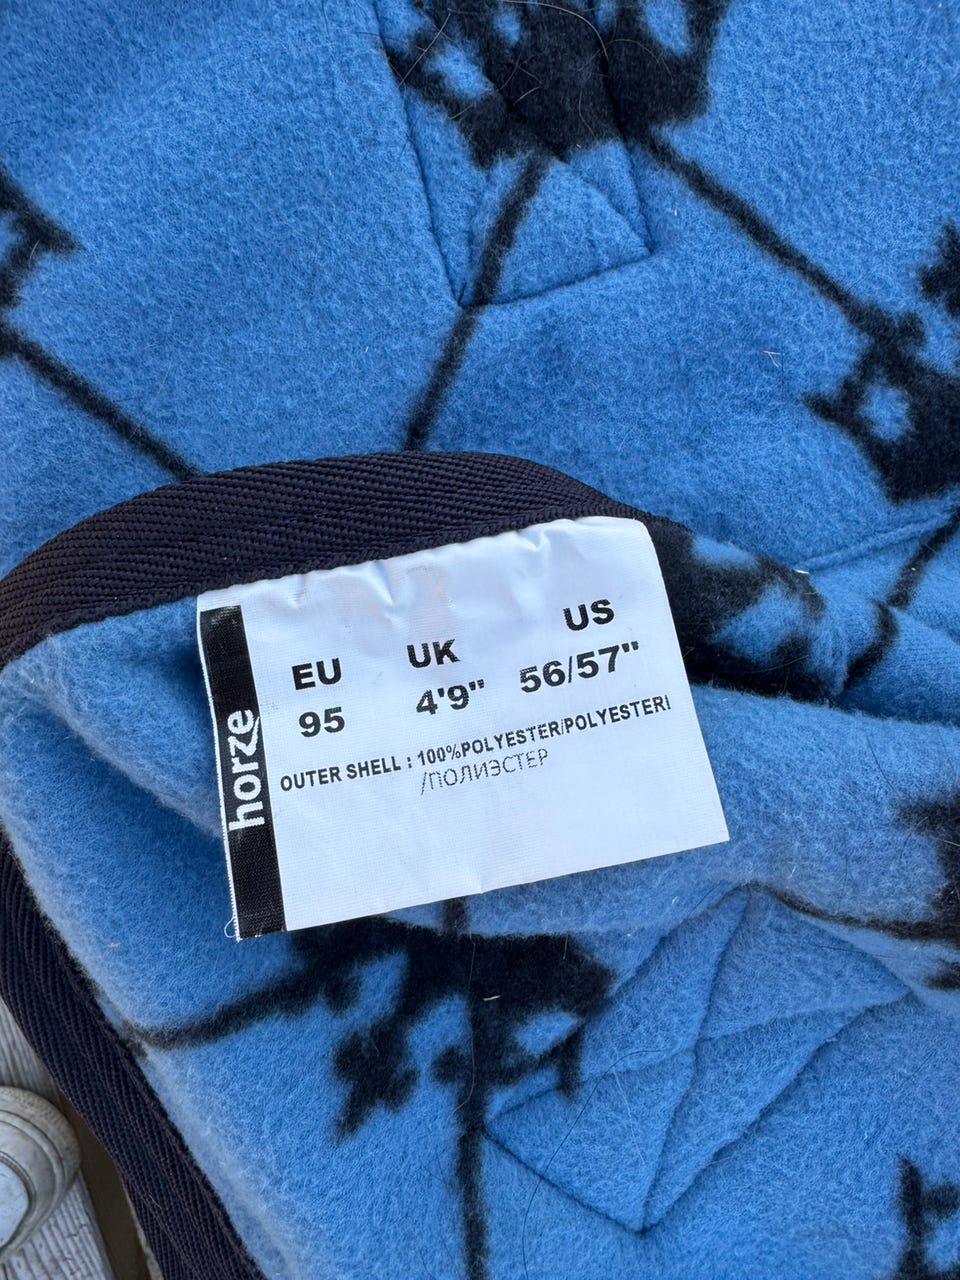 horze
EU UK US
95 4'9" 56/57"
OUTER SHELL : 100%POLYESTER/POLYESTERI
/ПОЛИЭСТЕР